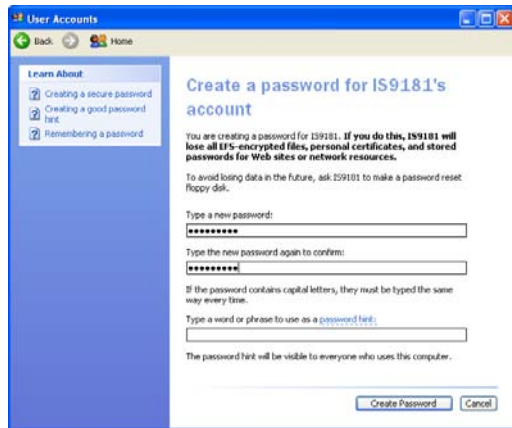 User Accounts
Back Home
Learn About
Creating a secure password
Creating a good password
hint
Remembering a password
Create a password for IS9181's
account
You are creating a password for IS9181. If you do this, IS9181 will
lose all EFS-encrypted files, personal certificates, and stored
passwords for Web sites or network resources.
To avoid losing data in the future, ask IS9181 to make a password reset
floppy disk.
Type a new password:
●●●●●●●●●
Type the new password again to confirm:
●●●●●●●●●
If the password contains capital letters, they must be typed the same
way every time.
Type a word or phrase to use as a password hint:
The password hint will be visible to everyone who uses this computer.
Create Password Cancel